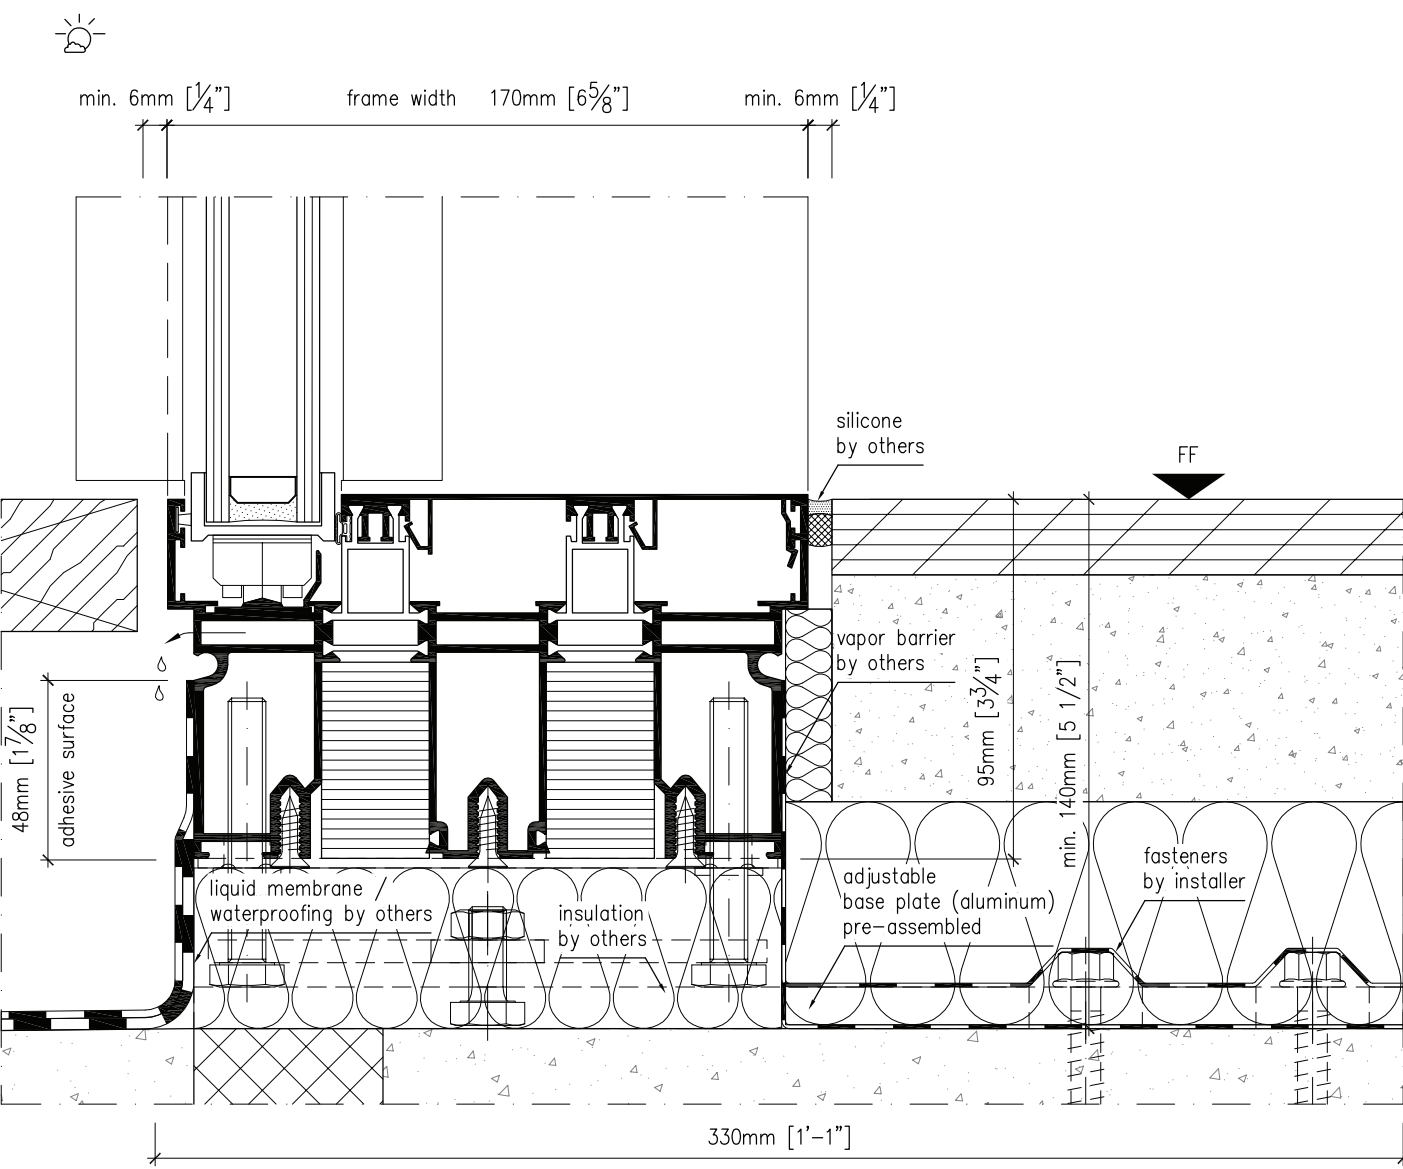 min. 6mm [1/4"]
frame width 170mm [6 5/8"]
min. 6mm [1/4"]
silicone
by others
FF
vapor barrier
by others
95mm [3 3/4"]
min. 140mm [5 1/2"]
48mm [1 7/8"]
adhesive surface
liquid membrane
waterproofing by others
insulation
by others
adjustable
base plate (aluminum)
pre-assembled
fasteners
by installer
330mm [1'-1"]